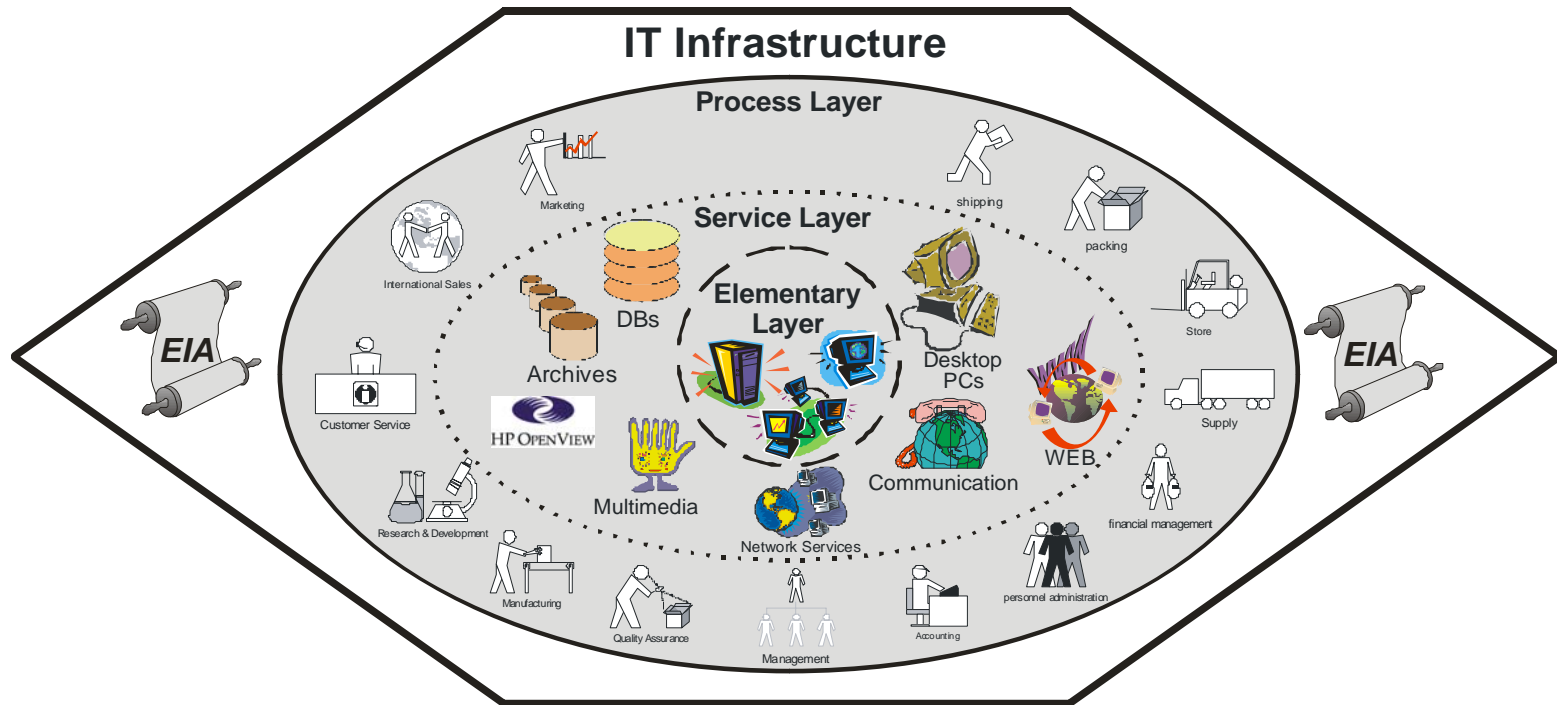 IT Infrastructure
Process Layer
Marketing
shipping
packing
International Sales
Service Layer
DBs
Elementary
Layer
Archives
Desktop
PCs
Store
EIA
EIA
HP OPENVIEW
Customer Service
Supply
Multimedia
Communication
WEB
Network Services
financial management
Research & Development
Manufacturing
Quality Assurance
Management
Accounting
personnel administration